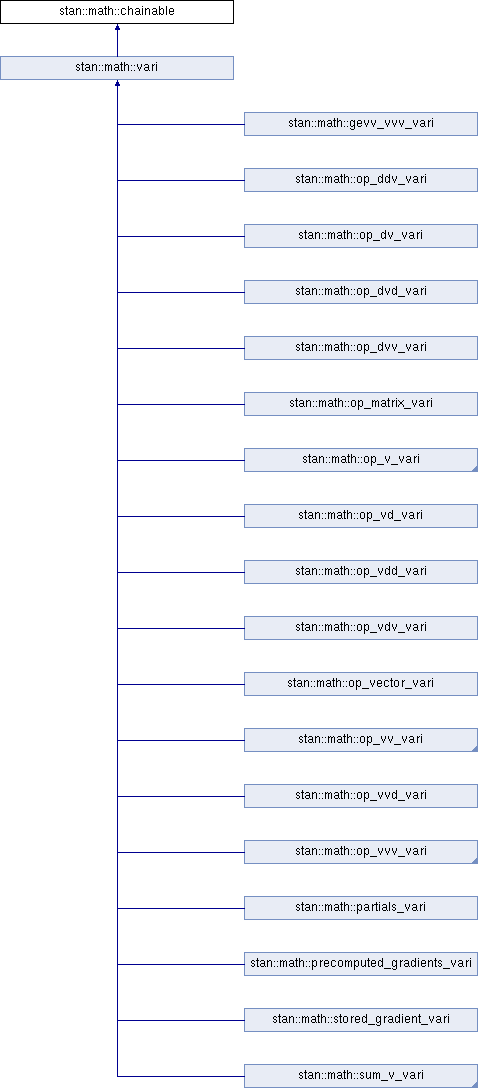 stan::math::chainable
stan::math::vari
stan::math::gevv_vvv_vari
stan::math::op_ddv_vari
stan::math::op_dv_vari
stan::math::op_dvd_vari
stan::math::op_dvv_vari
stan::math::op_matrix_vari
stan::math::op_v_vari
stan::math::op_vd_vari
stan::math::op_vdd_vari
stan::math::op_vdv_vari
stan::math::op_vector_vari
stan::math::op_vv_vari
stan::math::op_vvd_vari
stan::math::op_vvv_vari
stan::math::partials_vari
stan::math::precomputed_gradients_vari
stan::math::stored_gradient_vari
stan::math::sum_v_vari